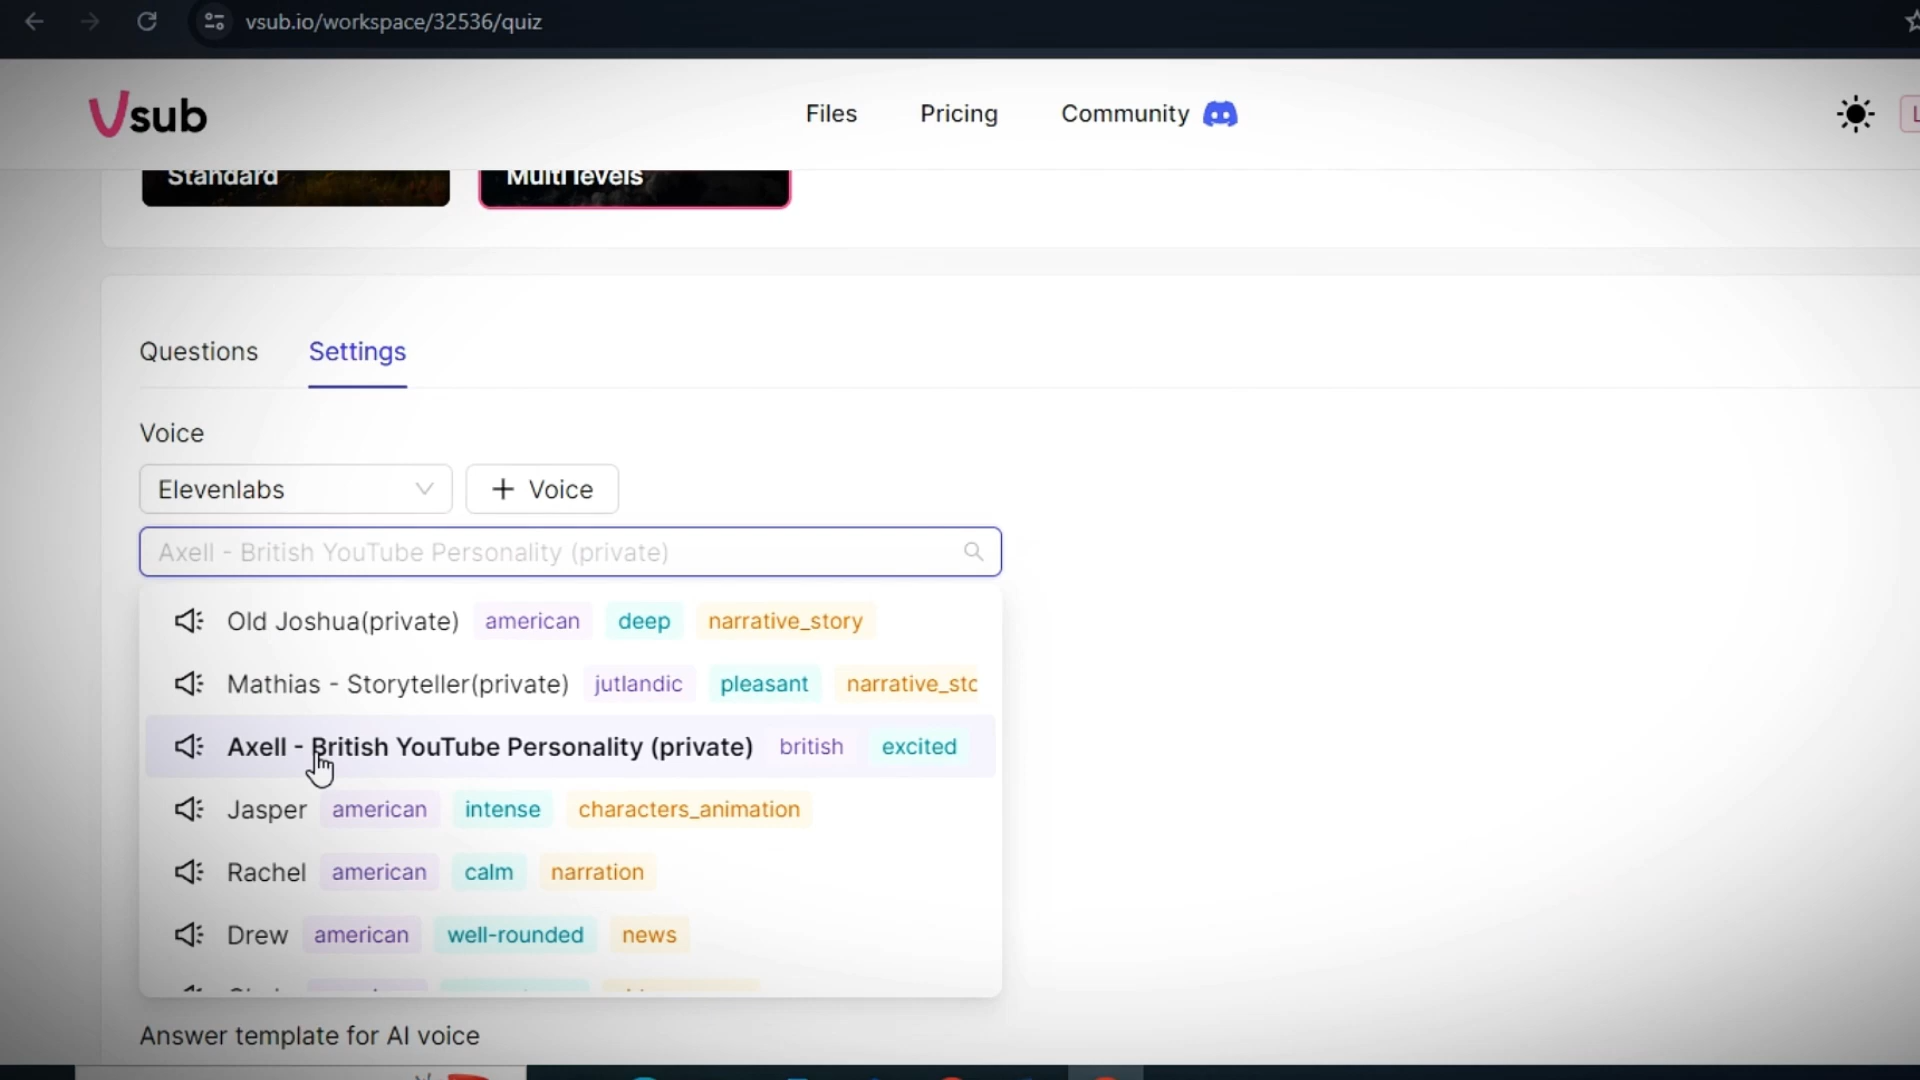 vsub.io/workspace/32536/quiz
Vsub
Files
Pricing
Community
Standard
Multi levels
Questions
Settings
Voice
Elevenlabs
+ Voice
Axell - British YouTube Personality (private)
Old Joshua(private) american deep narrative_story
Mathias - Storyteller(private) jutlandic pleasant narrative_sto
Axell - British YouTube Personality (private) british excited
Jasper american intense characters_animation
Rachel american calm narration
Drew american well-rounded news
Answer template for AI voice